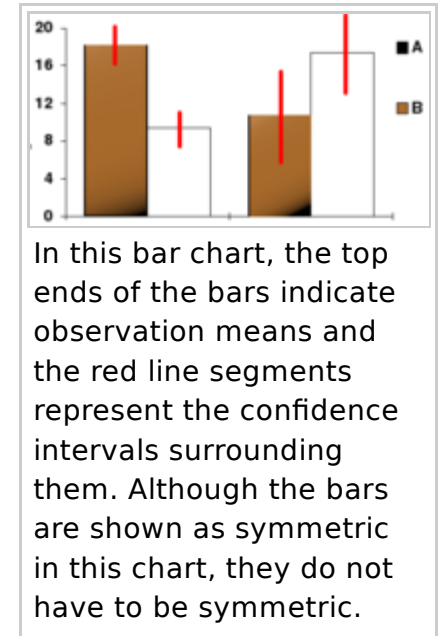 20
16
12
8
4
0
A
B
In this bar chart, the top
ends of the bars indicate
observation means and
the red line segments
represent the confidence
intervals surrounding
them. Although the bars
are shown as symmetric
in this chart, they do not
have to be symmetric.